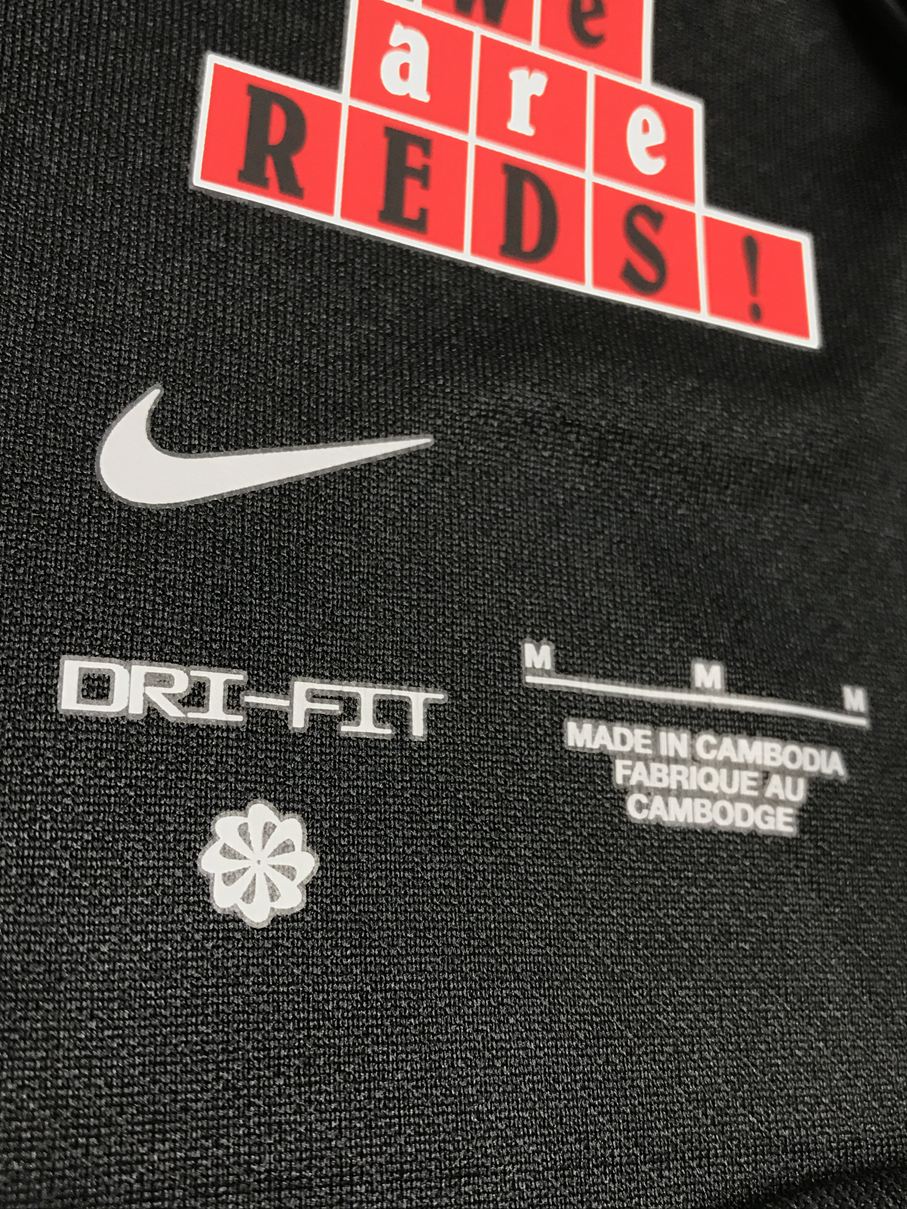 we
are
REDS!
DRI-FIT
M M M
MADE IN CAMBODIA
FABRIQUE AU
CAMBODGE